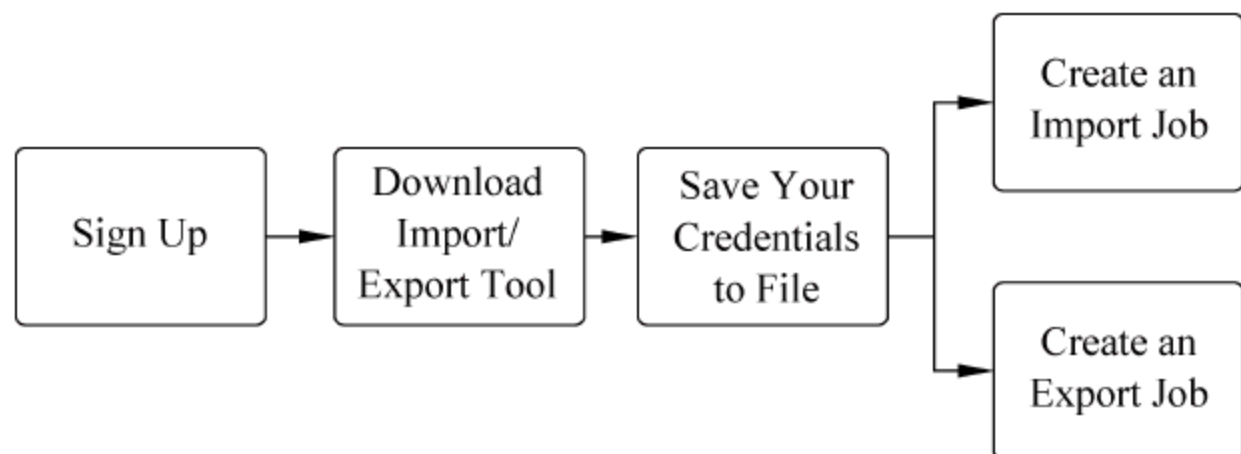 Sign Up
Download
Import/
Export Tool
Save Your
Credentials
to File
Create an
Import Job
Create an
Export Job